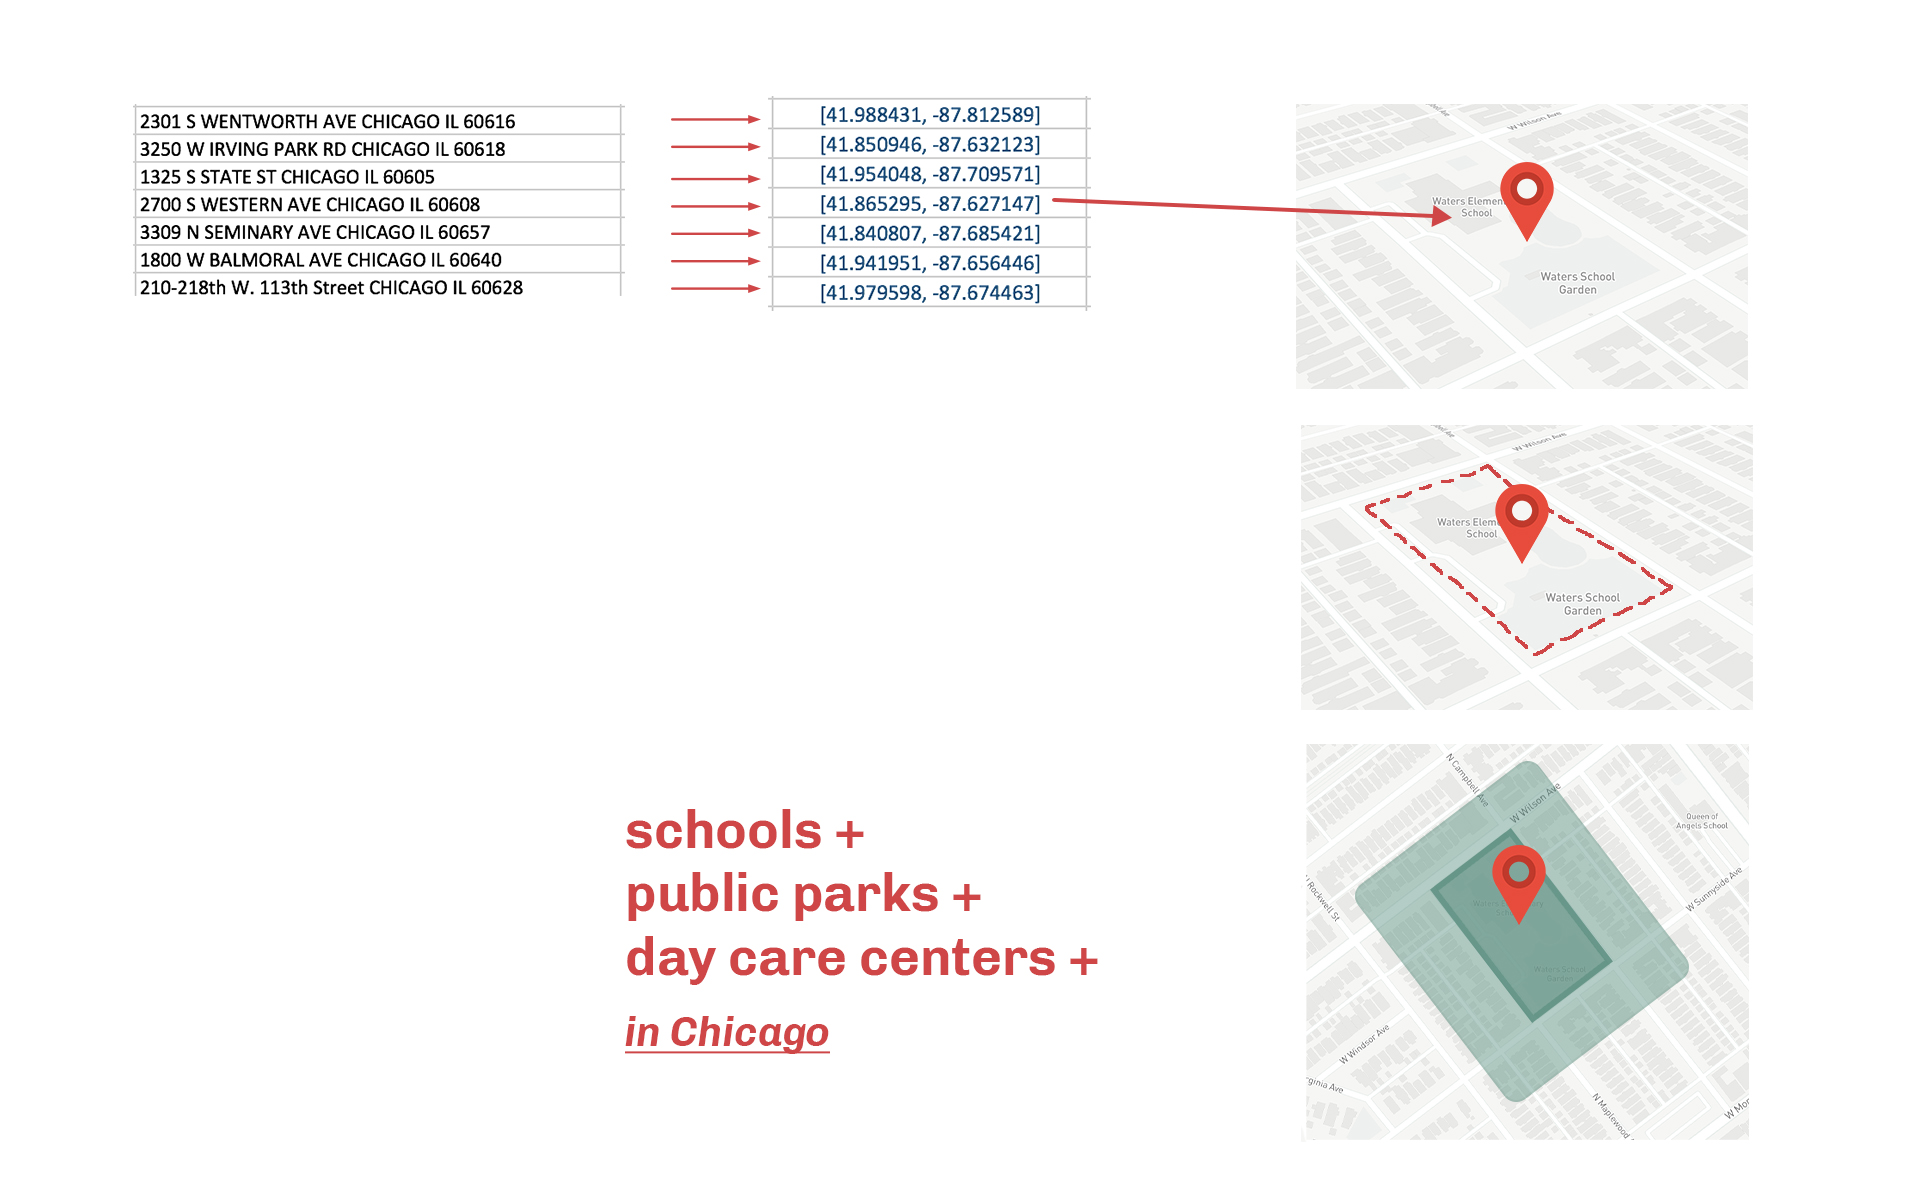 2301 S WENTWORTH AVE CHICAGO IL 60616
3250 W IRVING PARK RD CHICAGO IL 60618
1325 S STATE ST CHICAGO IL 60605
2700 S WESTERN AVE CHICAGO IL 60608
3309 N SEMINARY AVE CHICAGO IL 60657
1800 W BALMORAL AVE CHICAGO IL 60640
210-218th W. 113th Street CHICAGO IL 60628
[41.988431, -87.812589]
[41.850946, -87.632123]
[41.954048, -87.709571]
[41.865295, -87.627147]
[41.840807, -87.685421]
[41.941951, -87.656446]
[41.979598, -87.674463]
W Wilson Ave
Waters Elemen
School
Waters School
Garden
W Wilson Ave
Waters Eleme
School
Waters School
Garden
schools +
public parks +
day care centers +
in Chicago
N Campbell Ave
W Wilson Ave
Queen of
Angels School
Rockwell St
W Sunnyside Ave
Waters School
Garden
W Windsor Ave
rginia Ave
N Maplewood
W Mo